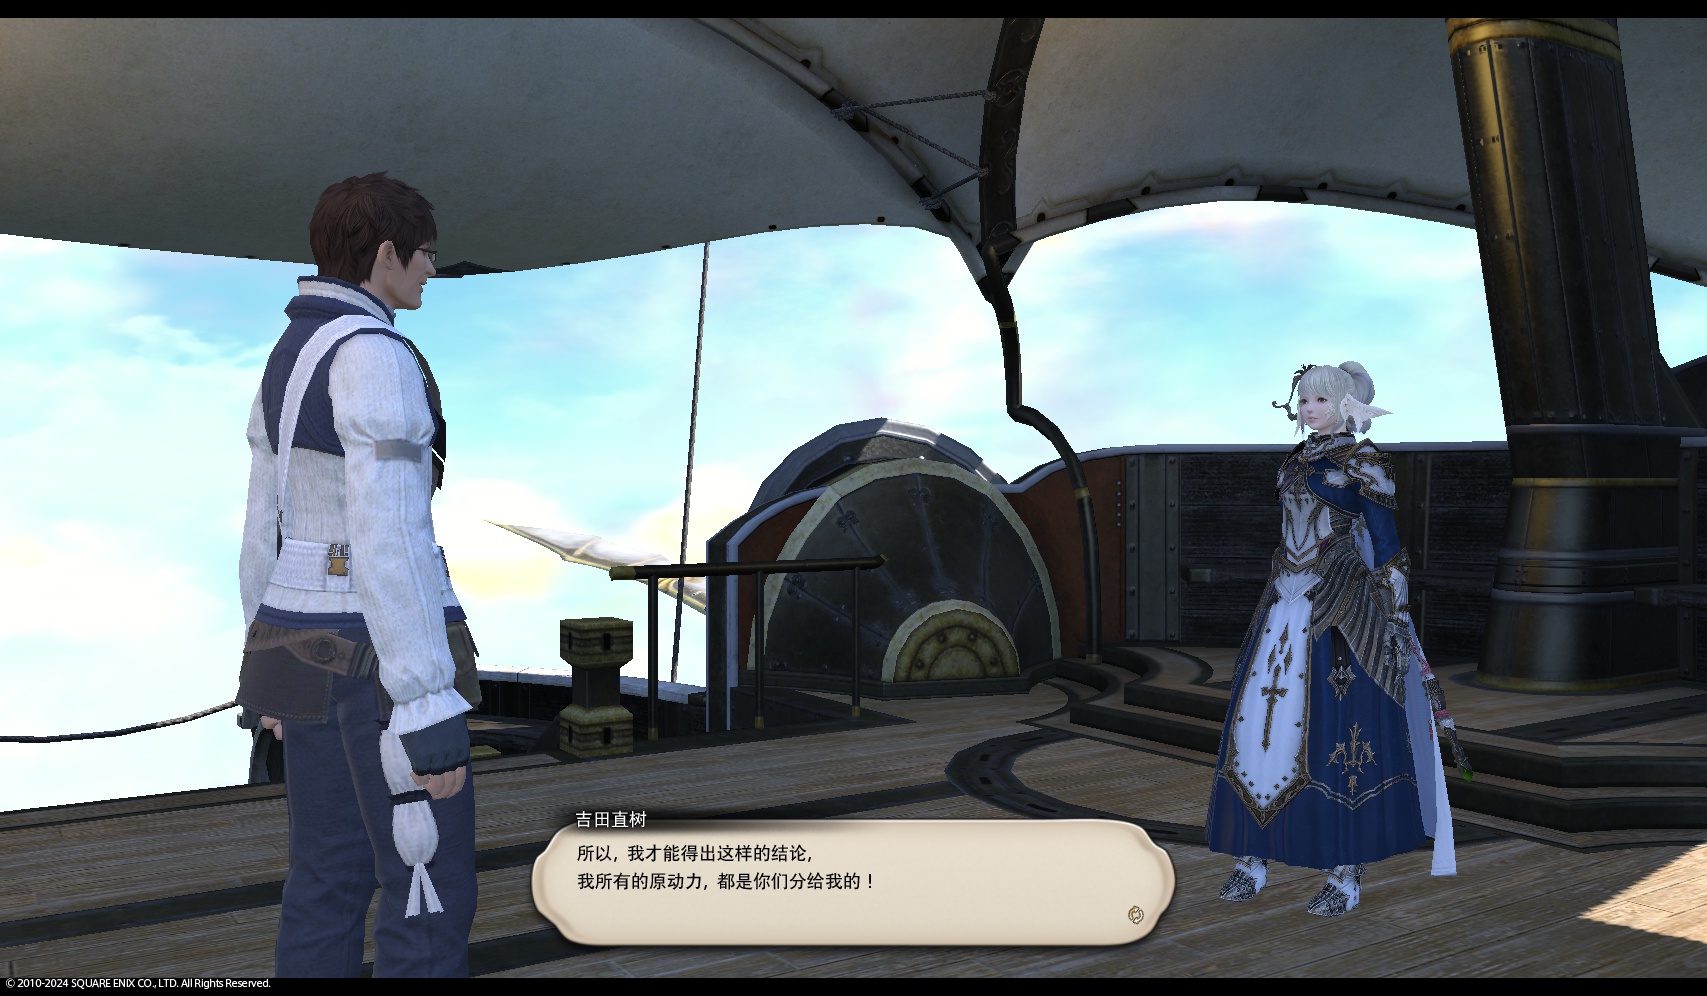 吉田直树
所以，我才能得出这样的结论，
我所有的原动力，都是你们分给我的！
© 2010-2024 SQUARE ENIX CO., LTD. All Rights Reserved.